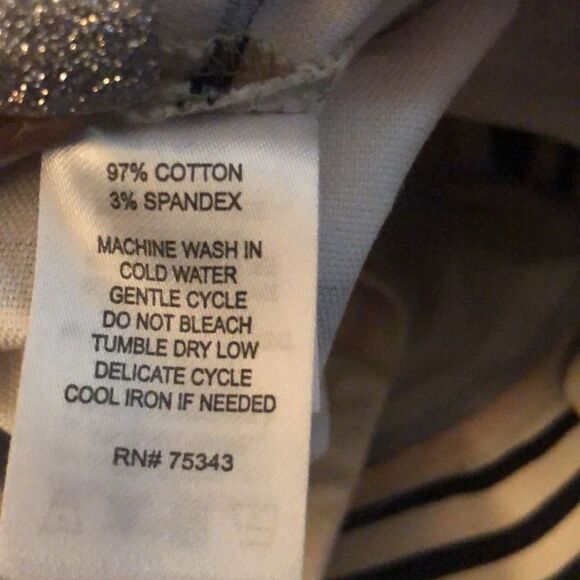 97% COTTON
3% SPANDEX
MACHINE WASH IN
COLD WATER
GENTLE CYCLE
DO NOT BLEACH
TUMBLE DRY LOW
DELICATE CYCLE
COOL IRON IF NEEDED
RN# 75343